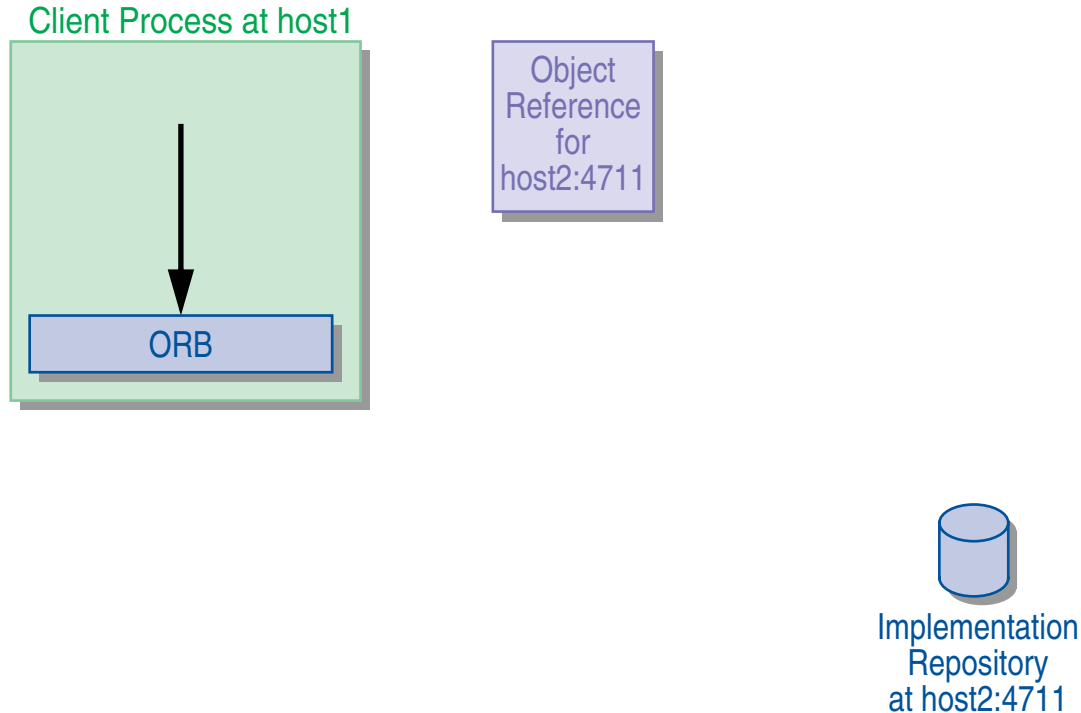 Client Process at host1
Object
Reference
for
host2:4711
ORB
Implementation
Repository
at host2:4711